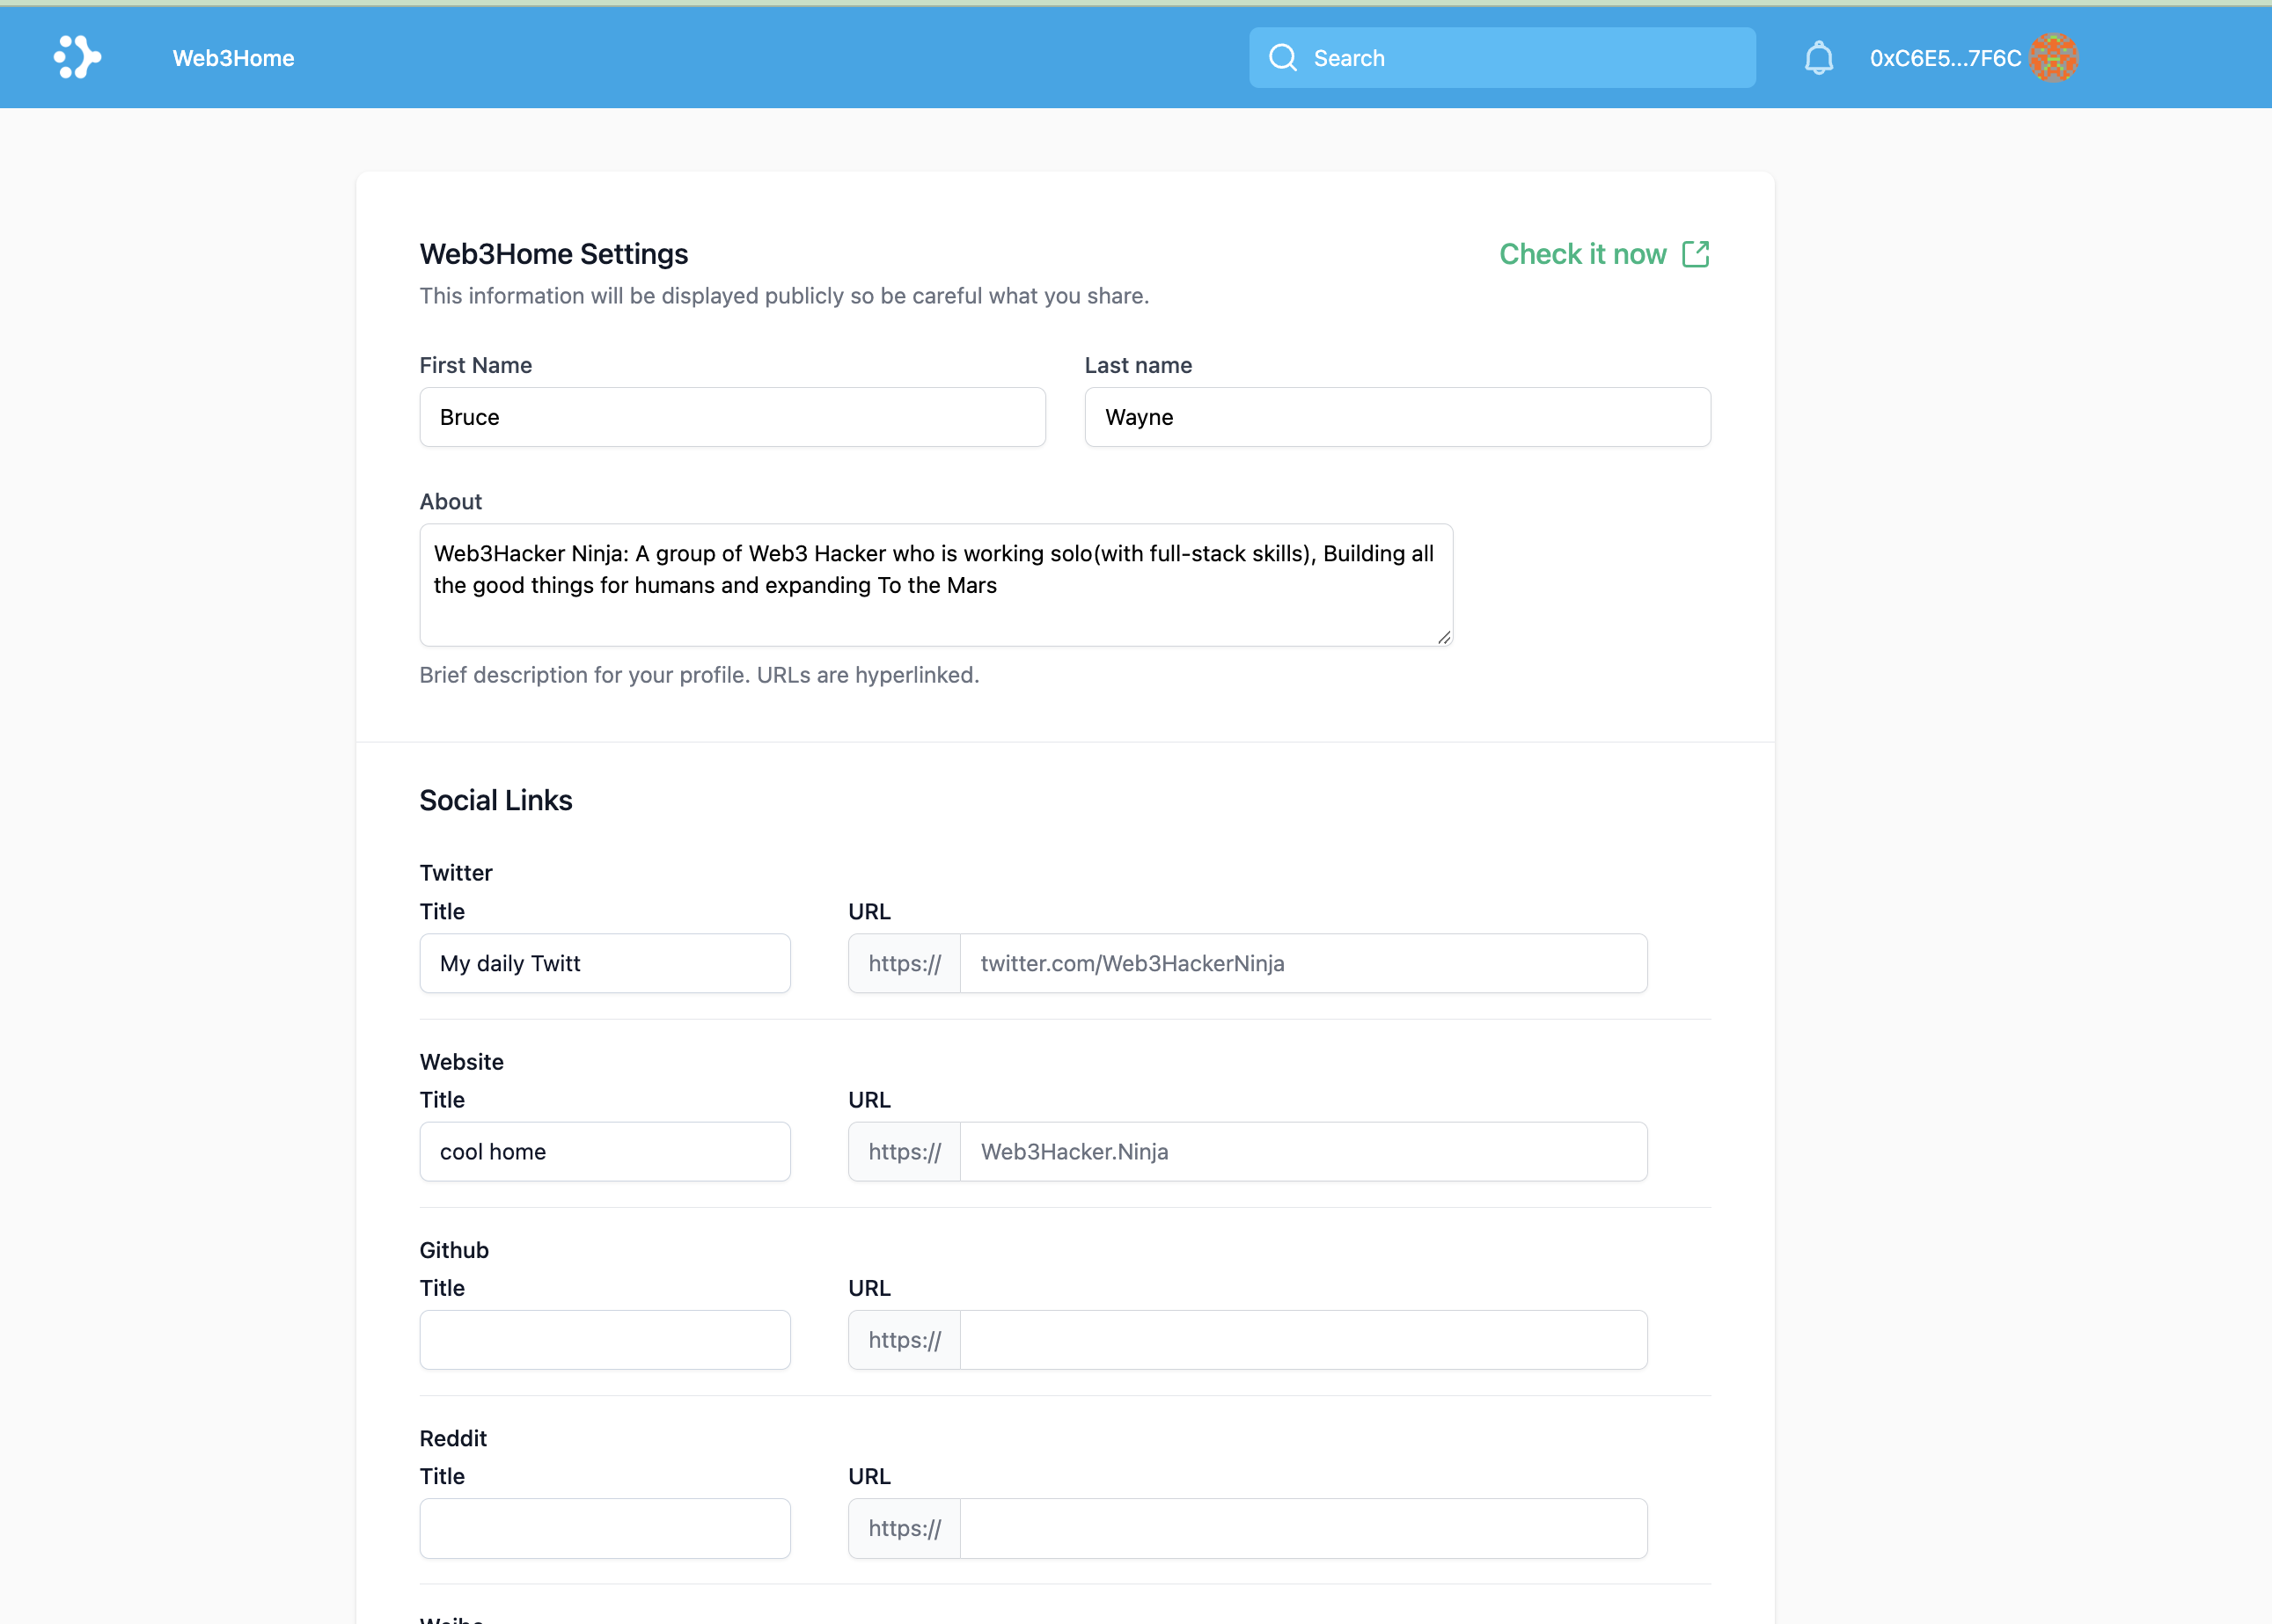 Web3Home
Search
0xC6E5...7F6C
Web3Home Settings
Check it now
This information will be displayed publicly so be careful what you share.
First Name
Last name
Bruce
Wayne
About
Web3Hacker Ninja: A group of Web3 Hacker who is working solo(with full-stack skills), Building all
the good things for humans and expanding To the Mars
Brief description for your profile. URLs are hyperlinked.
Social Links
Twitter
Title
URL
My daily Twitt
https://
twitter.com/Web3HackerNinja
Website
Title
URL
cool home
https://
Web3Hacker.Ninja
Github
Title
URL
https://
Reddit
Title
URL
https://